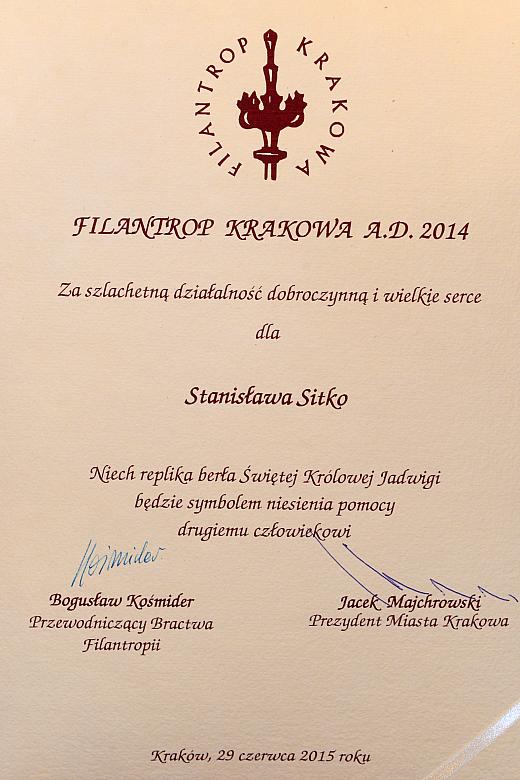 FILANTROP KRAKOWA
FILANTROP KRAKOWA A.D. 2014
Za szlachetną działalność dobroczynną i wielkie serce
dla
Stanisława Sitko
Niech replika berła Świętej Królowej Jadwigi
będzie symbolem niesienia pomocy
drugiemu człowiekowi
Kośmider
Bogusław Kośmider
Przewodniczący Bractwa
Filantropii
Jacek Majchrowski
Prezydent Miasta Krakowa
Kraków, 29 czerwca 2015 roku